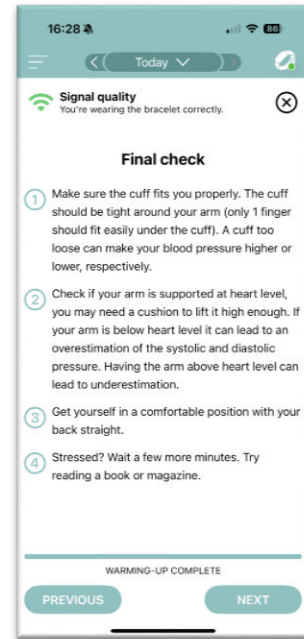 16:28
86
Today
Signal quality
You're wearing the bracelet correctly.
Final check
1 Make sure the cuff fits you properly. The cuff
should be tight around your arm (only 1 finger
should fit easily under the cuff). A cuff too
loose can make your blood pressure higher or
lower, respectively.
2 Check if your arm is supported at heart level,
you may need a cushion to lift it high enough. If
your arm is below heart level it can lead to an
overestimation of the systolic and diastolic
pressure. Having the arm above heart level can
lead to underestimation.
3 Get yourself in a comfortable position with your
back straight.
4 Stressed? Wait a few more minutes. Try
reading a book or magazine.
WARMING-UP COMPLETE
PREVIOUS
NEXT